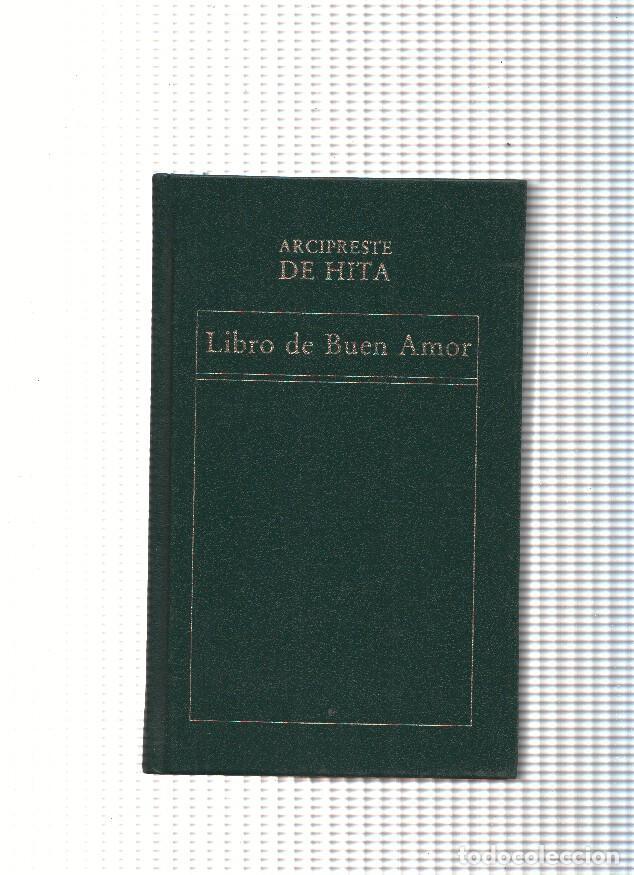 ARCIPRESTE
DE HITA
Libro de Buen Amor
todocoleccion